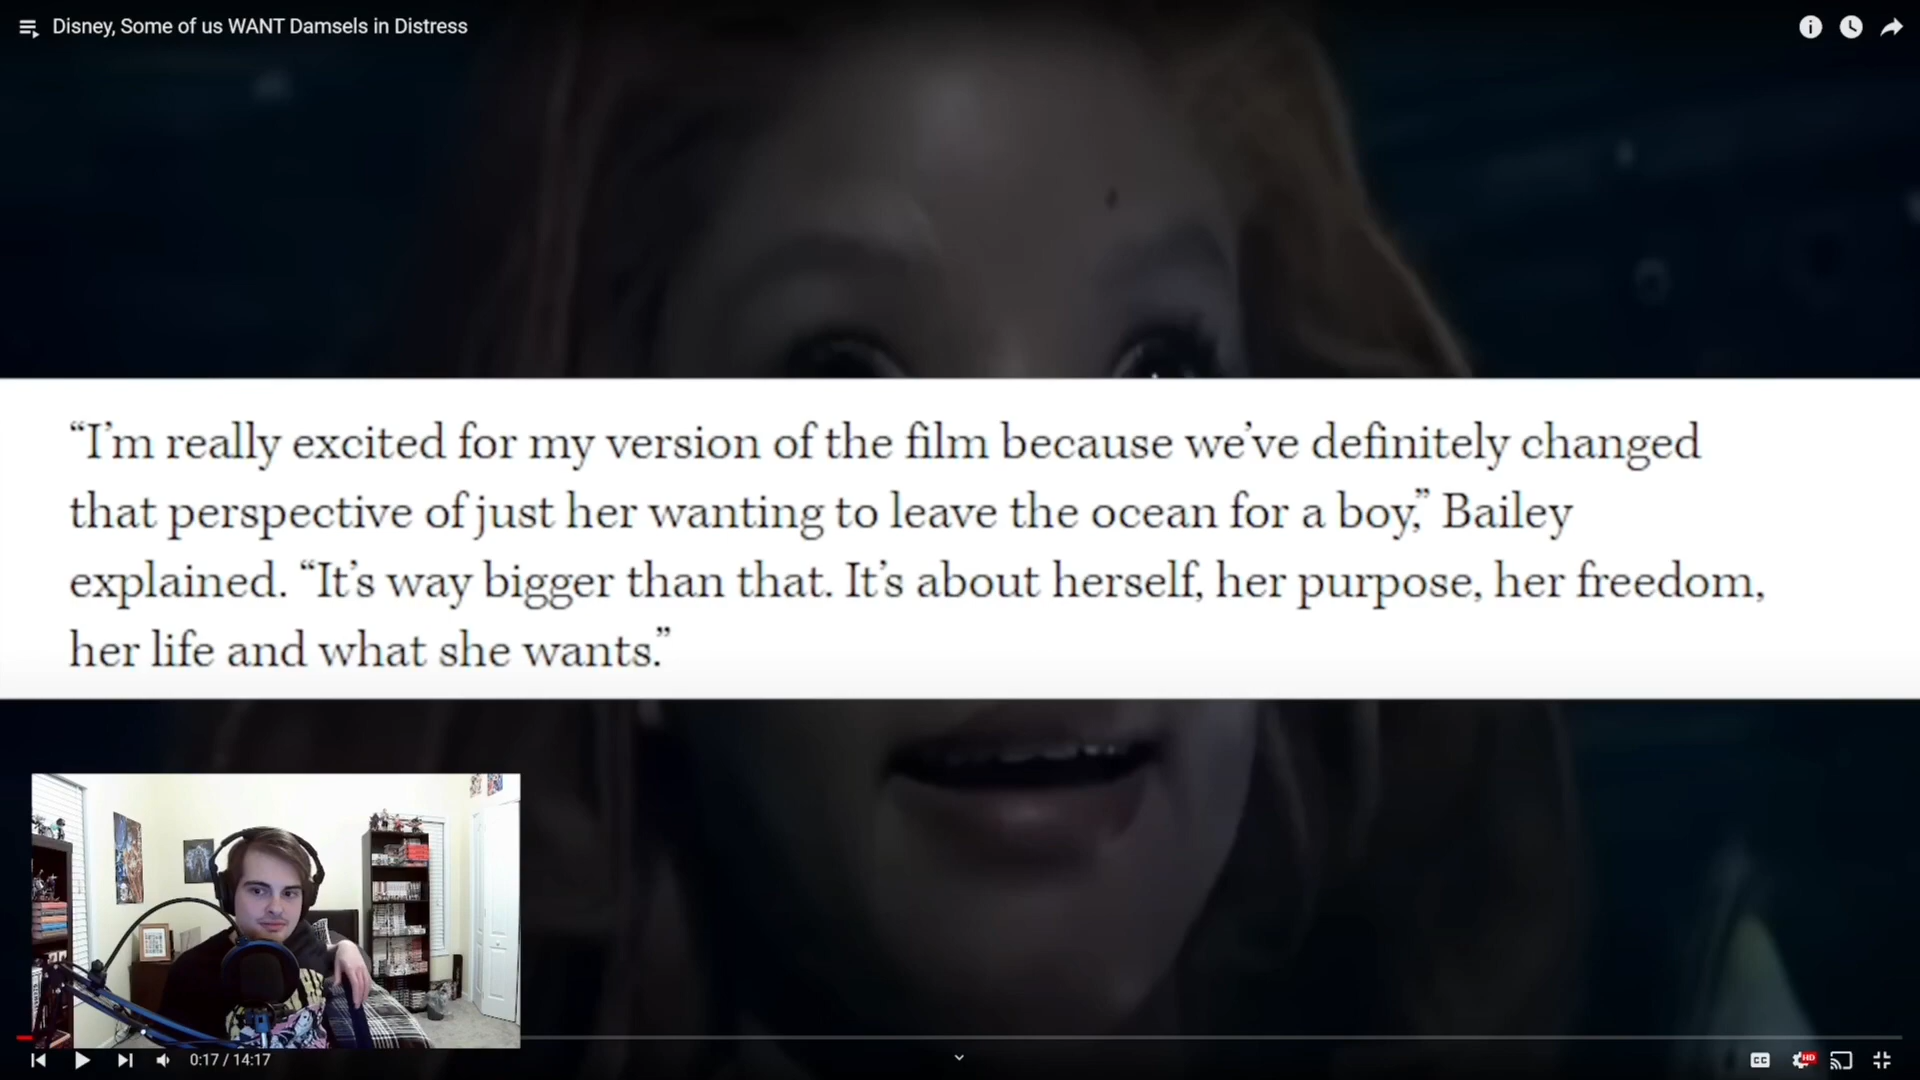 Disney, Some of us WANT Damsels in Distress
“I’m really excited for my version of the film because we’ve definitely changed
that perspective of just her wanting to leave the ocean for a boy,” Bailey
explained. “It’s way bigger than that. It’s about herself, her purpose, her freedom,
her life and what she wants.”
0:17 / 14:17
CC
HD